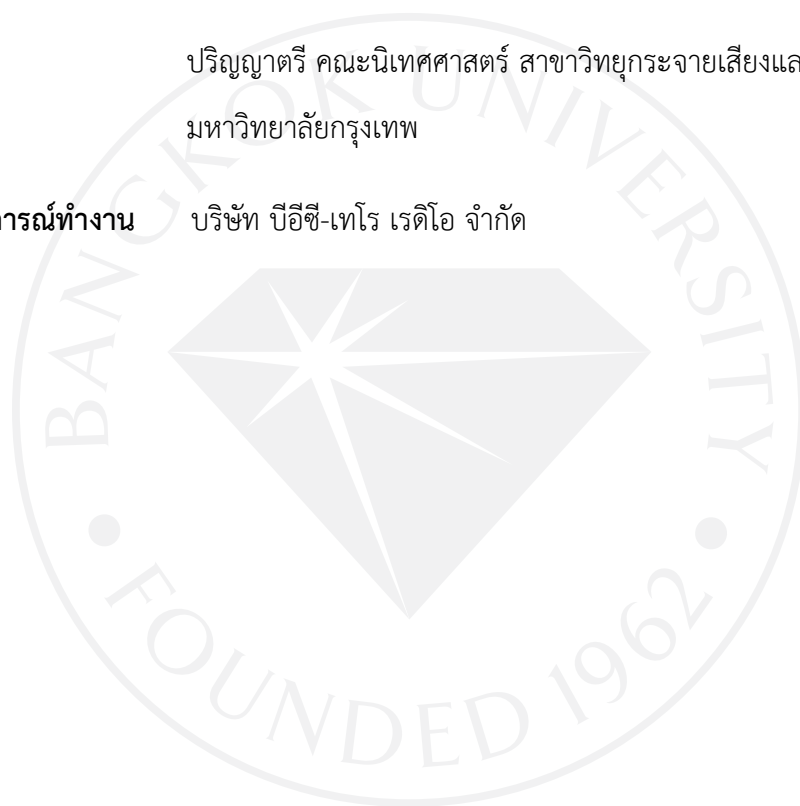 ปริญญาตรี คณะนิเทศศาสตร์ สาขาวิทยุกระจายเสียงแล
มหาวิทยาลัยกรุงเทพ
ารณ์ทำงาน บริษัท บีอีซี-เทโร เรดิโอ จำกัด
BANGKOK UNIVERSITY
FOUNDED 1962